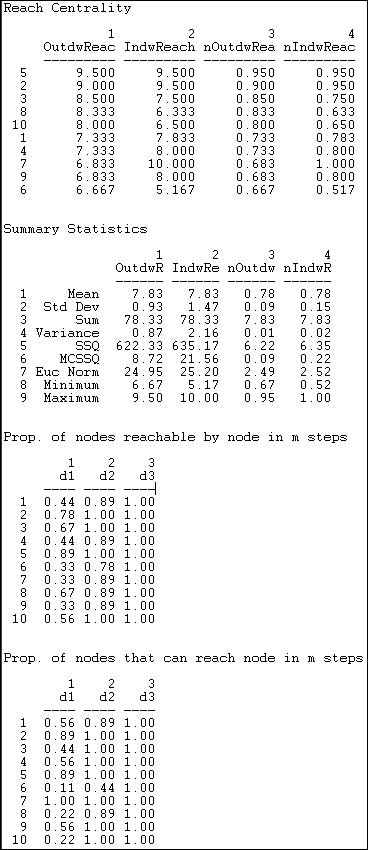 Reach Centrality
1 2 3 4
OutdwReac IndwReach nOutdwRea nIndwReac
--------- --------- --------- ---------
5 9.500 9.500 0.950 0.950
2 9.000 9.500 0.900 0.950
3 8.500 7.500 0.850 0.750
8 8.333 6.333 0.833 0.633
10 8.000 6.500 0.800 0.650
1 7.333 7.833 0.733 0.783
4 7.333 8.000 0.733 0.800
7 6.833 10.000 0.683 1.000
9 6.833 8.000 0.683 0.800
6 6.667 5.167 0.667 0.517
Summary Statistics
1 2 3 4
OutdwR IndwRe nOutdw nIndwR
------ ------ ------ ------
1 Mean 7.83 7.83 0.78 0.78
2 Std Dev 0.93 1.47 0.09 0.15
3 Sum 78.33 78.33 7.83 7.83
4 Variance 0.87 2.16 0.01 0.02
5 SSQ 622.33 635.17 6.22 6.35
6 MCSSQ 8.72 21.56 0.09 0.22
7 Euc Norm 24.95 25.20 2.49 2.52
8 Minimum 6.67 5.17 0.67 0.52
9 Maximum 9.50 10.00 0.95 1.00
Prop. of nodes reachable by node in m steps
1 2 3
d1 d2 d3
---- ---- ----
1 0.44 0.89 1.00
2 0.78 1.00 1.00
3 0.67 1.00 1.00
4 0.44 0.89 1.00
5 0.89 1.00 1.00
6 0.33 0.78 1.00
7 0.33 0.89 1.00
8 0.67 0.89 1.00
9 0.33 0.89 1.00
10 0.56 1.00 1.00
Prop. of nodes that can reach node in m steps
1 2 3
d1 d2 d3
---- ---- ----
1 0.56 0.89 1.00
2 0.89 1.00 1.00
3 0.44 1.00 1.00
4 0.56 1.00 1.00
5 0.89 1.00 1.00
6 0.11 0.44 1.00
7 1.00 1.00 1.00
8 0.22 0.89 1.00
9 0.56 1.00 1.00
10 0.22 1.00 1.00